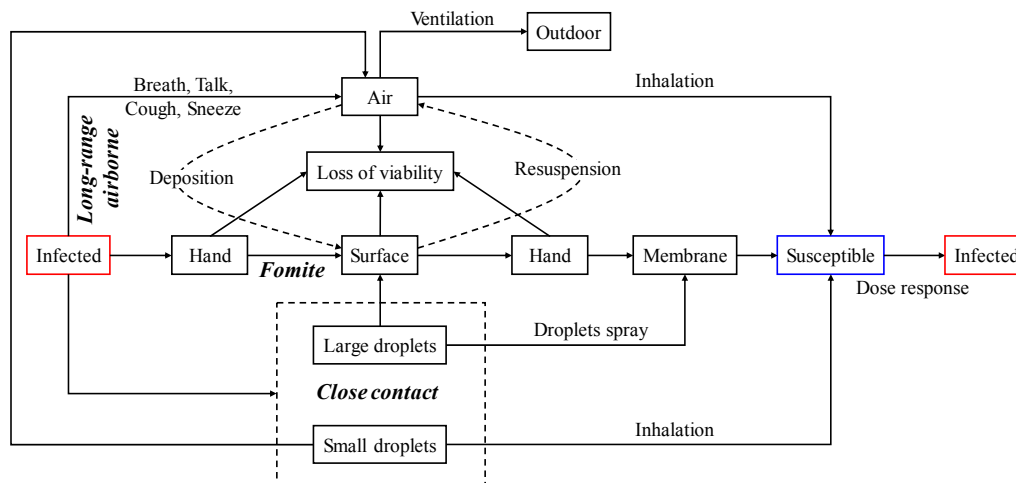 Ventilation
Outdoor
Breath, Talk,
Cough, Sneeze
Air
Inhalation
Long-range
airborne
Deposition
Loss of viability
Resuspension
Infected
Hand
Fomite
Surface
Hand
Membrane
Susceptible
Infected
Dose response
Large droplets
Droplets spray
Close contact
Small droplets
Inhalation